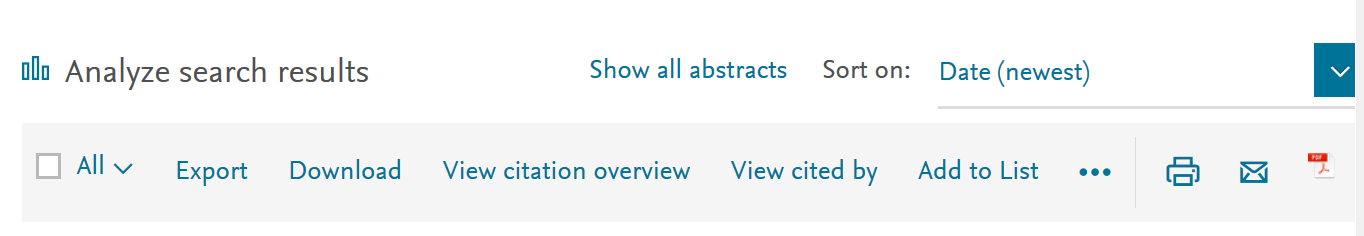 Analyze search results Show all abstracts Sort on: Date (newest)
All Export Download View citation overview View cited by Add to List ••• PDF